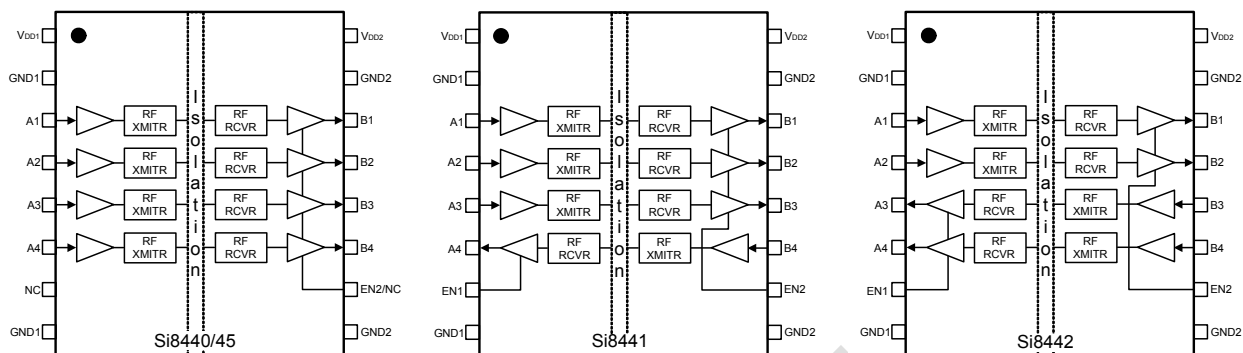 VDD1 VDD2 VDD1 VDD2 VDD1 VDD2
GND1 GND2 GND1 GND2 GND1 GND2
A1 RF XMITR RF RCVR B1 A1 RF XMITR RF RCVR B1 A1 RF XMITR RF RCVR B1
A2 RF XMITR RF RCVR B2 A2 RF XMITR RF RCVR B2 A2 RF XMITR RF RCVR B2
A3 RF XMITR RF RCVR B3 A3 RF XMITR RF RCVR B3 A3 RF RCVR RF XMITR B3
A4 RF XMITR RF RCVR B4 A4 RF RCVR RF XMITR B4 A4 RF RCVR RF XMITR B4
Isolation Isolation Isolation
NC EN2/NC EN1 EN2 EN1 EN2
GND1 GND2 GND1 GND2 GND1 GND2
Si8440/45 Si8441 Si8442